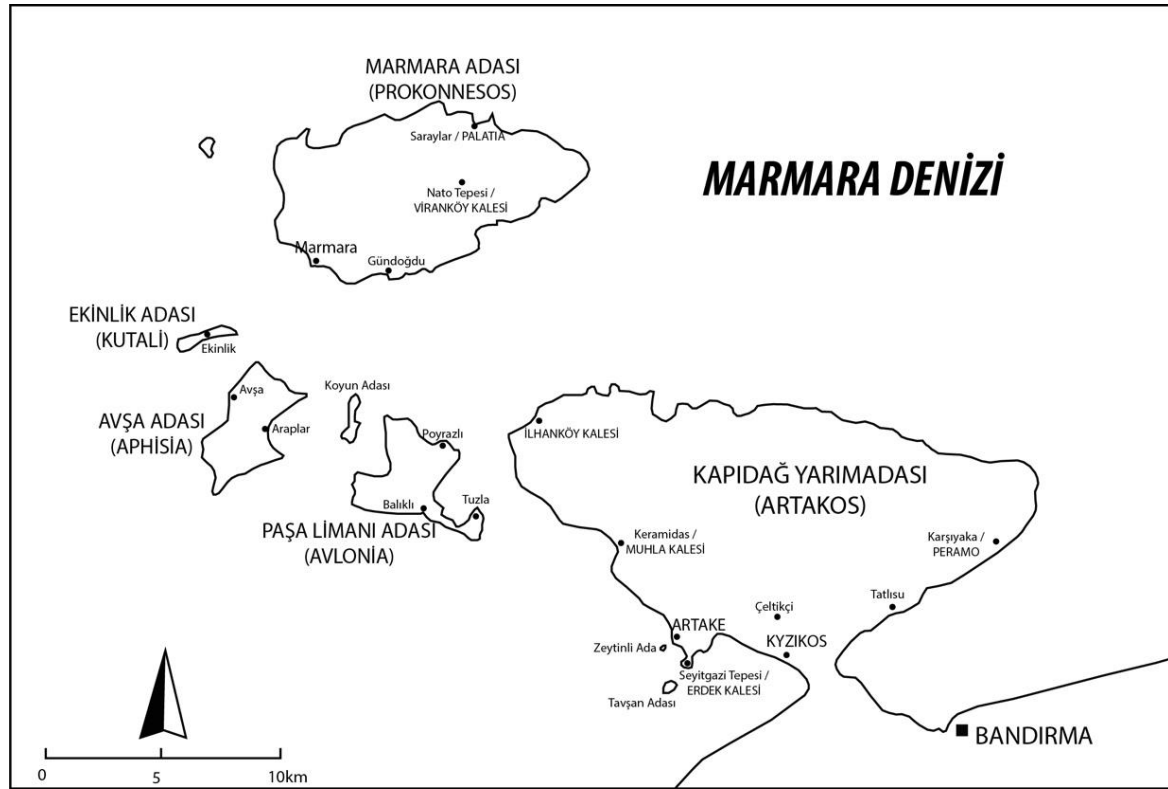 MARMARA ADASI
(PROKONNESOS)
Saraylar / PALATIA
MARMARA DENİZİ
Nato Tepesi /
VİRANKÖY KALESİ
Marmara
Gündoğdu
EKİNLİK ADASI
(KUTALİ)
Ekinlik
Avşa
Koyun Adası
AVŞA ADASI
(APHİSİA)
Araplar
Poyrazlı
İLHANKÖY KALESİ
KAPIDAĞ YARIMADASI
(ARTAKOS)
Balıklı
Tuzla
PAŞA LİMANI ADASI
(AVLONİA)
Keramidas /
MUHLA KALESİ
Karşıyaka /
PERAMO
Tatlısu
Çeltikçi
ARTAKE
KYZIKOS
Zeytinli Ada
Seyitgazi Tepesi /
ERDEK KALESİ
Tavşan Adası
BANDIRMA
0 5 10km